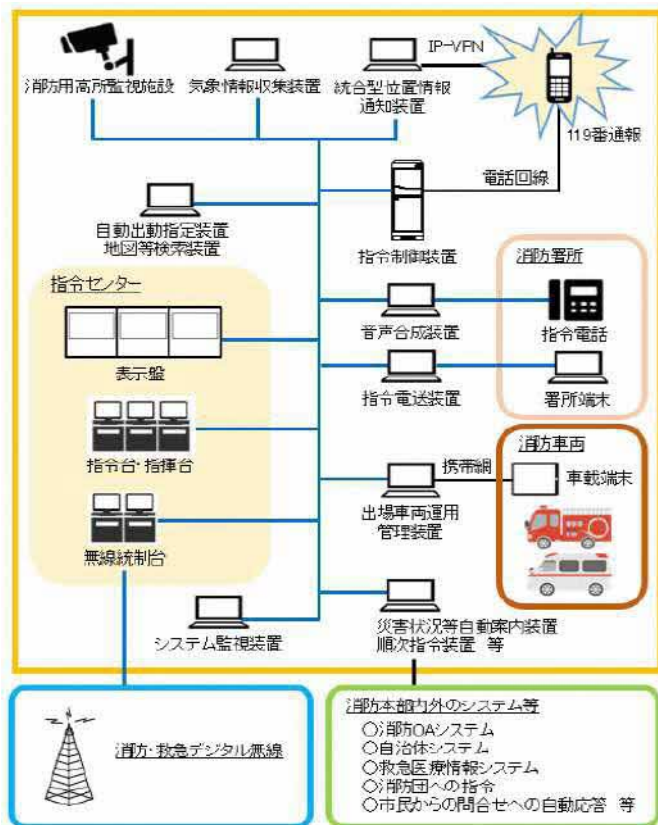 消防用高所監視施設
気象情報収集装置
統合型位置情報
通知装置
IP-VPN
119番通報
電話回線
自動出動指定装置
地図等検索装置
指令制御装置
指令センター
消防署所
表示盤
音声合成装置
指令電話
指令電送装置
署所端末
指令台・指揮台
消防車両
携帯網
車載端末
出場車両運用
管理装置
無線統制台
システム監視装置
災害状況等自動案内装置
順次指令装置 等
消防・救急デジタル無線
消防本部内外のシステム等
○消防OAシステム
○自治体システム
○救急医療情報システム
○消防団への指令
○市民からの問合せへの自動応答 等